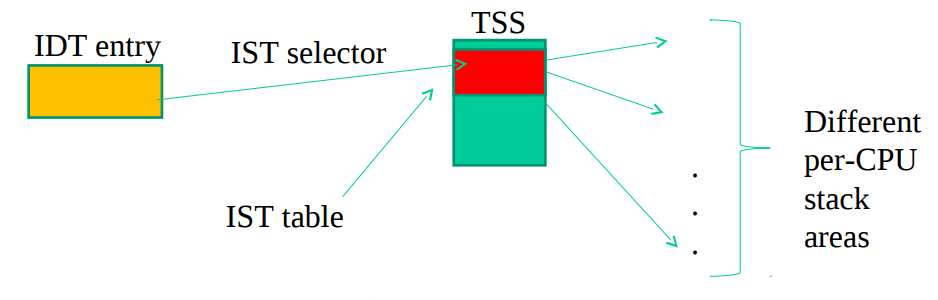 TSS
IDT entry
IST selector
Different
per-CPU
stack
areas
IST table
.
.
.